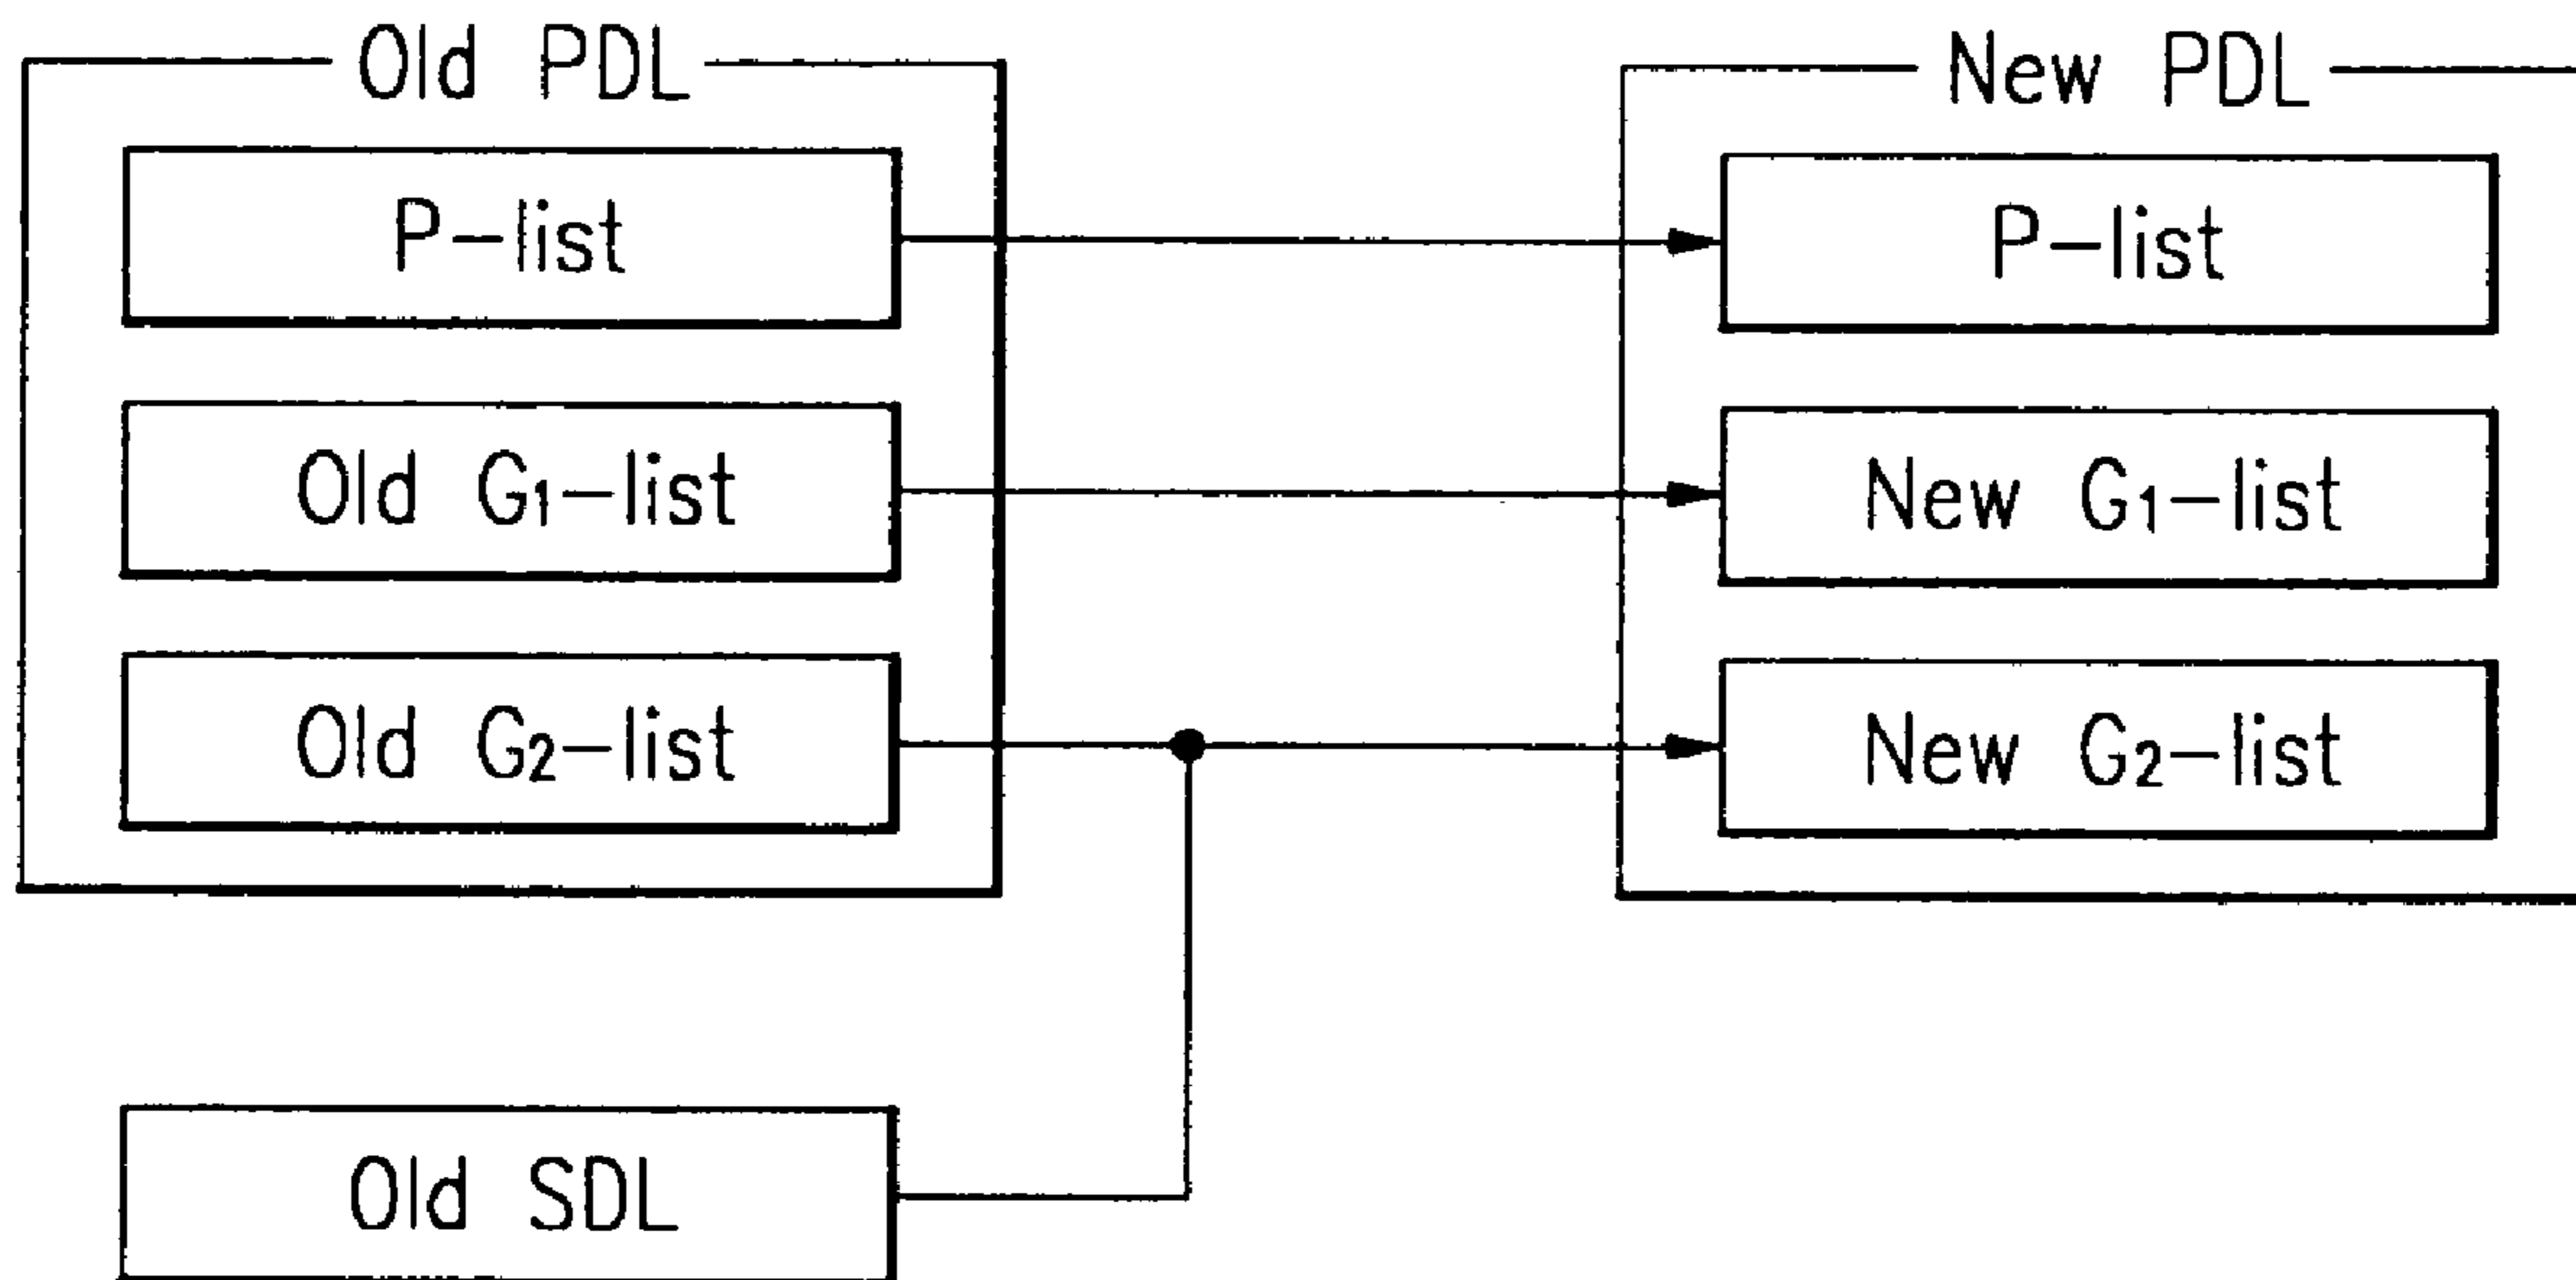 Old PDL
New PDL
P-list
P-list
Old G1-list
New G1-list
Old G2-list
New G2-list
Old SDL